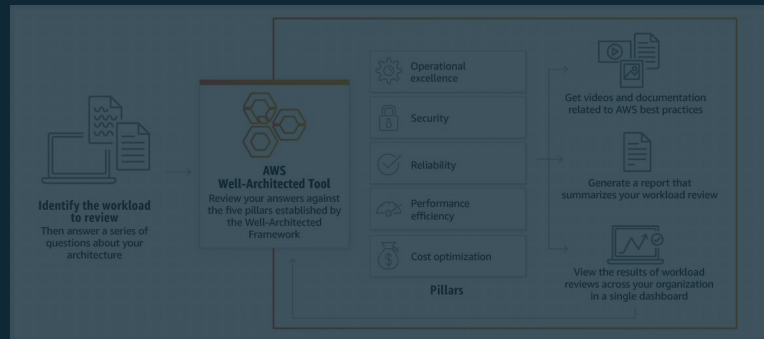 Identify the workload
to review
Then answer a series of
questions about your
architecture
AWS
Well-Architected Tool
Review your answers against
the five pillars established by
the Well-Architected
Framework
Operational
excellence
Security
Reliability
Performance
efficiency
Cost optimization
Pillars
Get videos and documentation
related to AWS best practices
Generate a report that
summarizes your workload review
View the results of workload
reviews across your organization
in a single dashboard